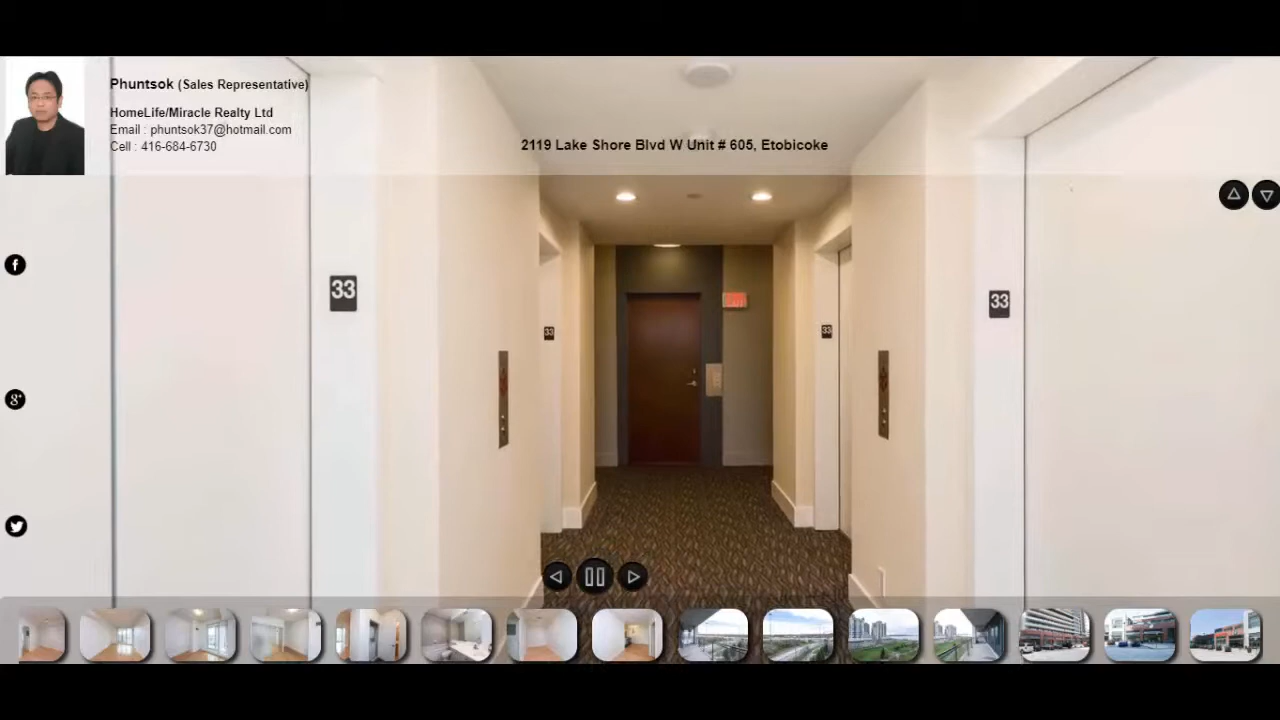 Phuntsok (Sales Representative)
HomeLife/Miracle Realty Ltd
Email : phuntsok37@hotmail.com
Cell : 416-684-6730
2119 Lake Shore Blvd W Unit # 605, Etobicoke
33
33
33
33
EXIT